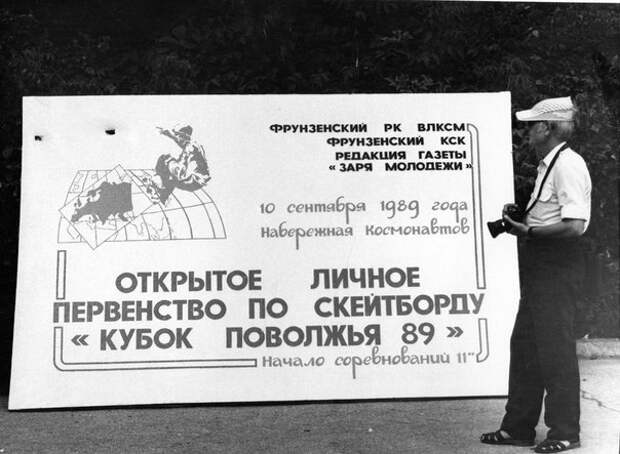 ФРУНЗЕНСКИЙ РК ВЛКСМ
ФРУНЗЕНСКИЙ КСК
РЕДАКЦИЯ ГАЗЕТЫ
«ЗАРЯ МОЛОДЕЖИ»
10 сентября 1989 года
Набережная Космонавтов
ОТКРЫТОЕ ЛИЧНОЕ
ПЕРВЕНСТВО ПО СКЕЙТБОРДУ
« КУБОК ПОВОЛЖЬЯ 89 »
Начало соревнований 11⁰⁰